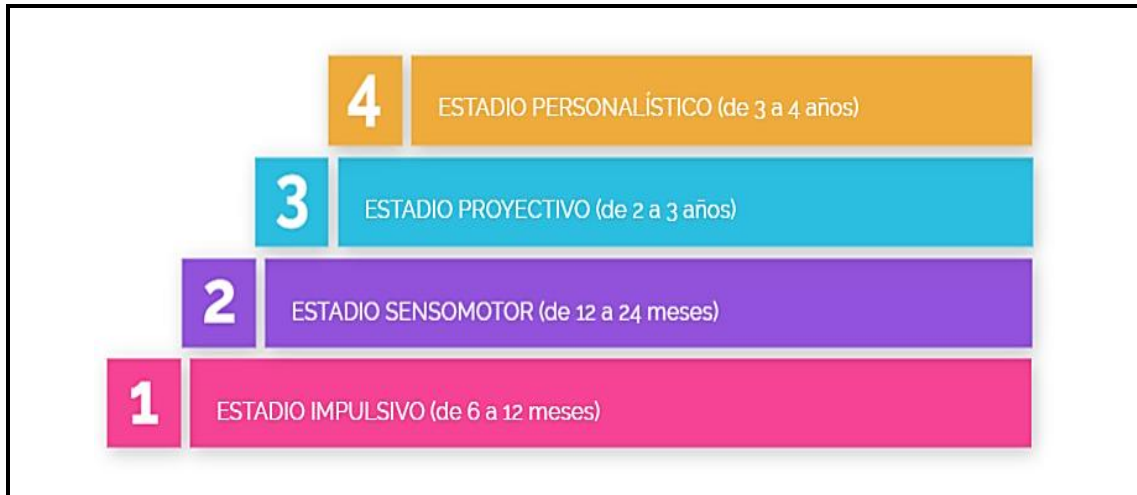 4 ESTADIO PERSONALÍSTICO (de 3 a 4 años)
3 ESTADIO PROYECTIVO (de 2 a 3 años)
2 ESTADIO SENSOMOTOR (de 12 a 24 meses)
1 ESTADIO IMPULSIVO (de 6 a 12 meses)